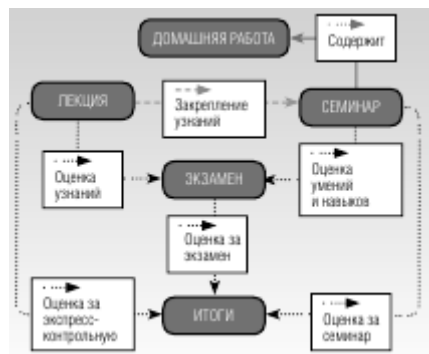 ДОМАШНЯЯ РАБОТА
Содержит
ЛЕКЦИЯ
Закрепление
узнаний
СЕМИНАР
Оценка
узнаний
ЭКЗАМЕН
Оценка
умений
и навыков
Оценка за
экзамен
Оценка за
экспресс-
контрольную
ИТОГИ
Оценка за
семинар